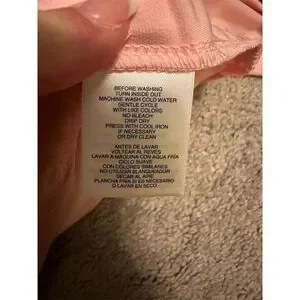 BEFORE WASHING
TURN INSIDE OUT
MACHINE WASH COLD WATER
GENTLE CYCLE
WITH LIKE COLORS
NO BLEACH
DRIP DRY
PRESS WITH COOL IRON
IF NECESSARY
OR DRY CLEAN
ANTES DE LAVAR
VOLTEAR AL REVES
LAVAR A MAQUINA CON AGUA FRIA
CICLO SUAVE
CON COLORES SIMILARES
NO UTILIZAR BLANQUEADOR
SECAR AL AIRE
PLANCHA FRIA SI ES NECESARIO
O LAVAR EN SECO